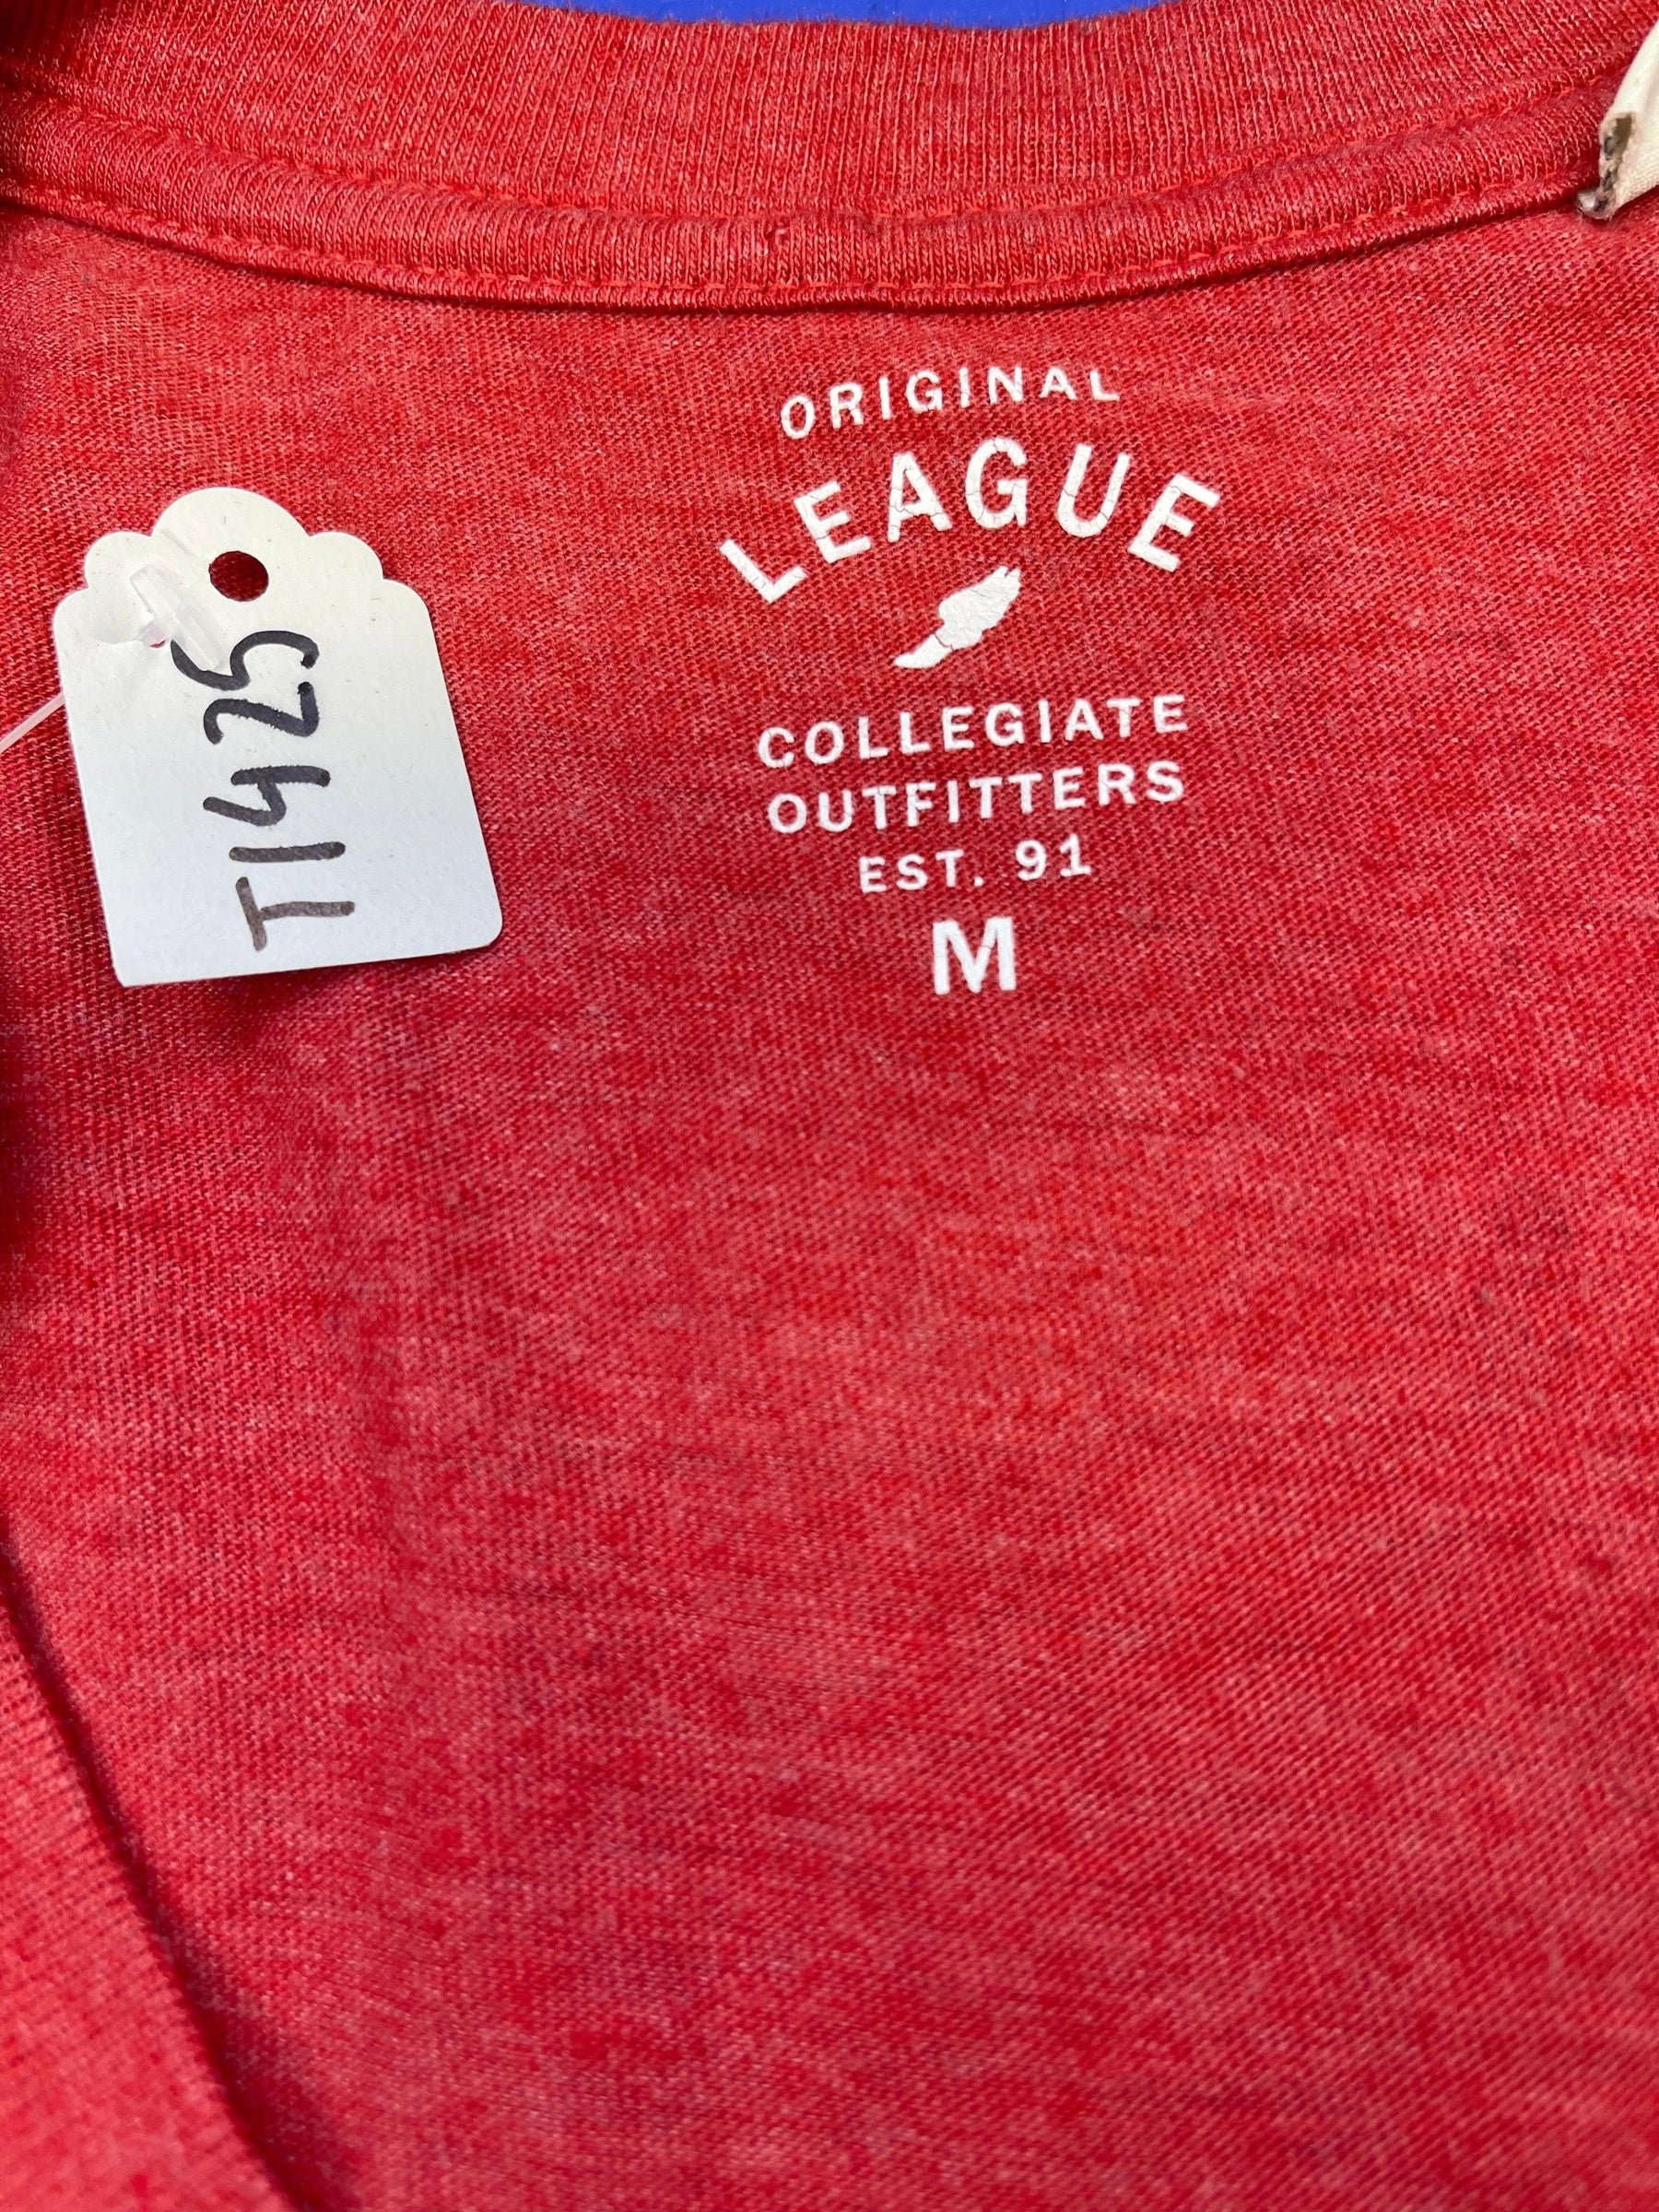 ORIGINAL
LEAGUE
COLLEGIATE
OUTFITTERS
EST. 91
M
T1425